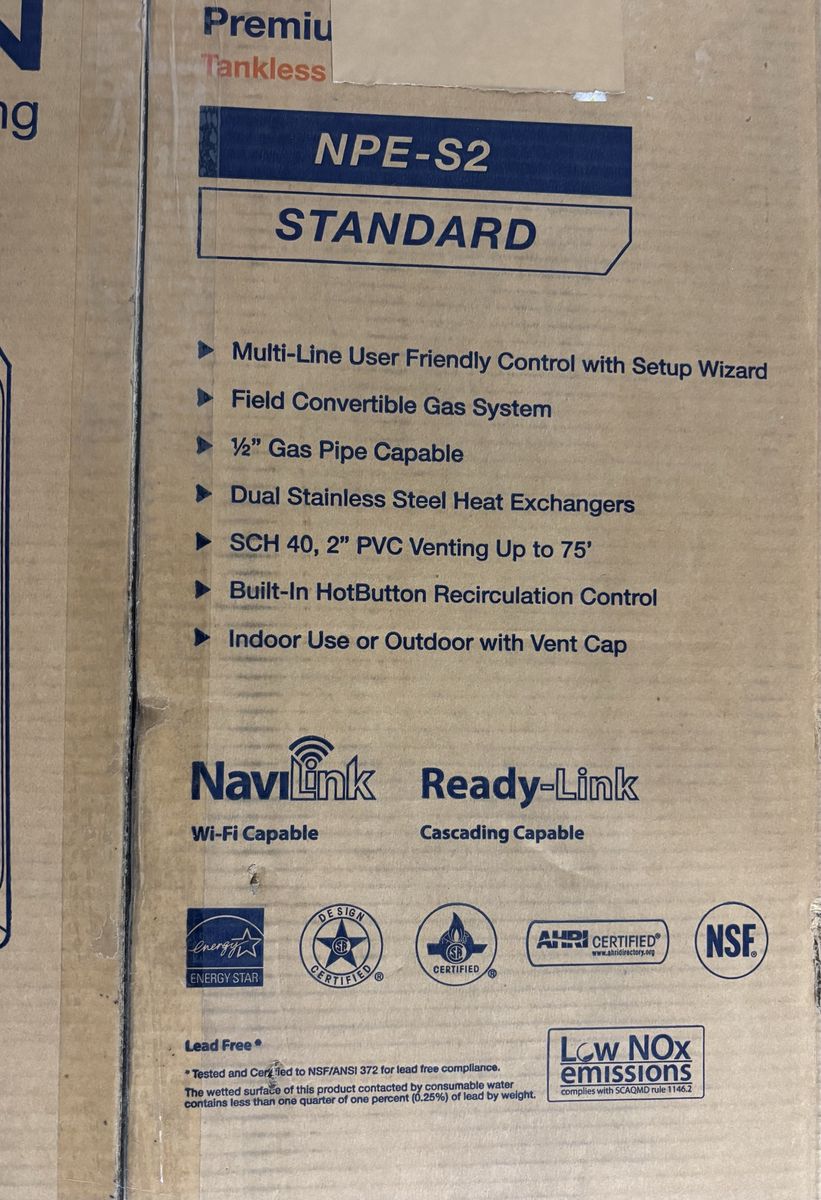 Tankless
NPE-S2
STANDARD
Multi-Line User Friendly Control with Setup Wizard
Field Convertible Gas System
½” Gas Pipe Capable
Dual Stainless Steel Heat Exchangers
SCH 40, 2” PVC Venting Up to 75’
Built-In HotButton Recirculation Control
Indoor Use or Outdoor with Vent Cap
NaviLink
Wi-Fi Capable
Ready-Link
Cascading Capable
energy
ENERGY STAR
DESIGN
CERTIFIED®
CERTIFIED ®
AHRI CERTIFIED®
www.ahridirectory.org
NSF®
Lead Free*
* Tested and Certified to NSF/ANSI 372 for lead free compliance.
The wetted surface of this product contacted by consumable water
contains less than one quarter of one percent (0.25%) of lead by weight.
Low NOx
emissions
complies with SCAQMD rule 1146.2